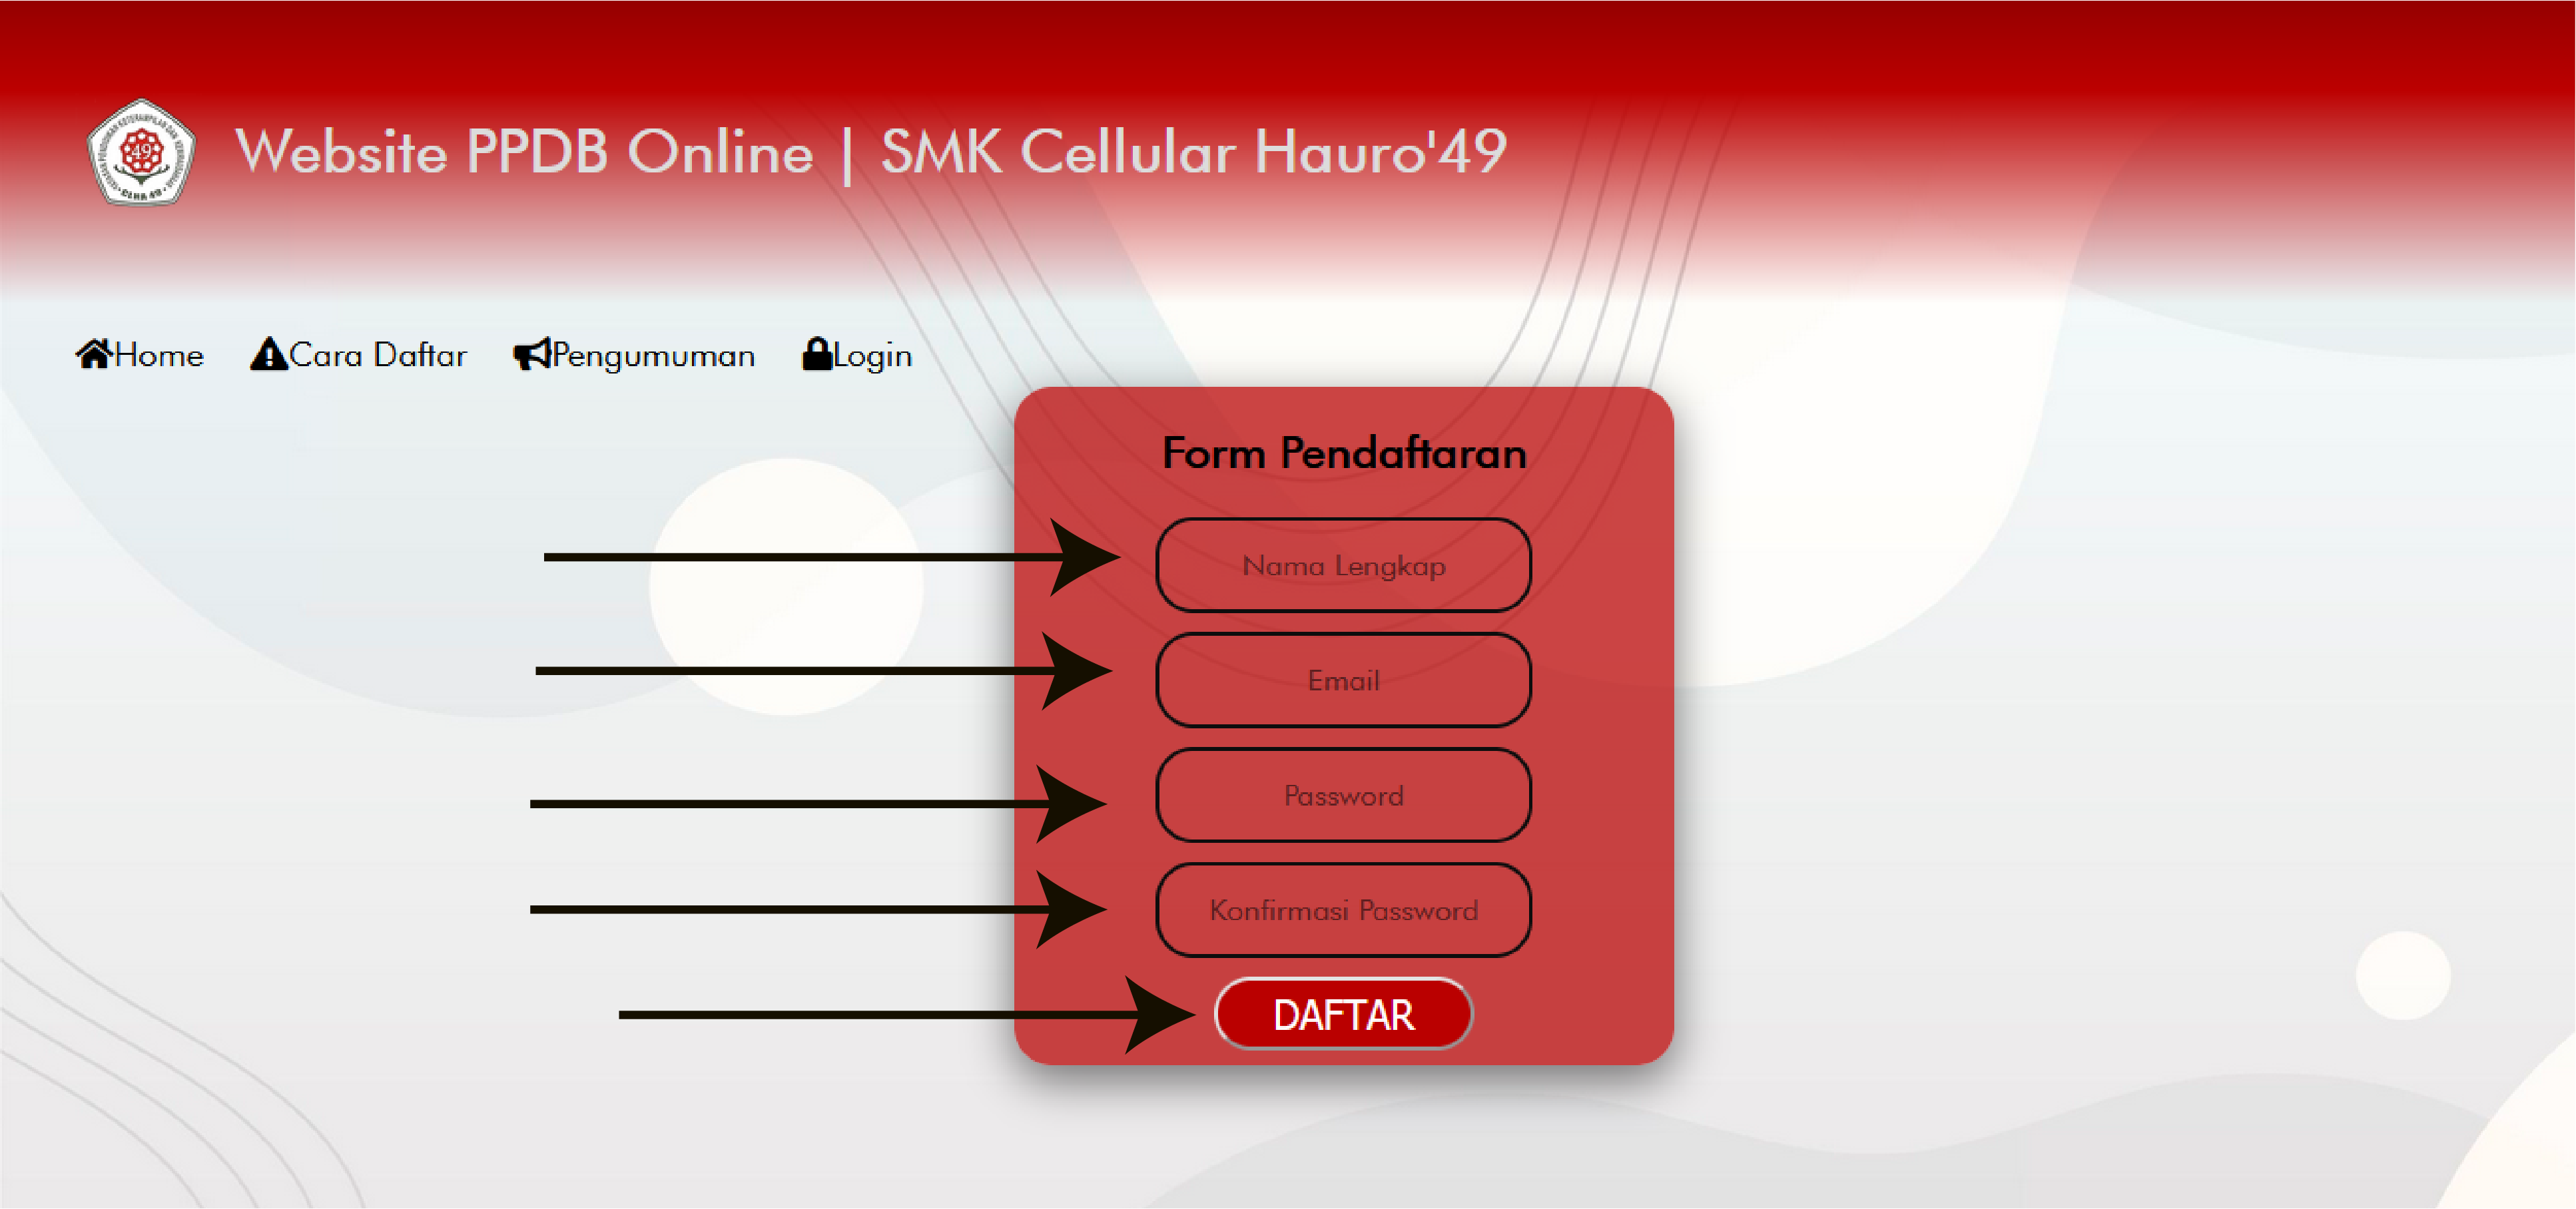 49
Website PPDB Online | SMK Cellular Hauro'49
Home Cara Daftar Pengumuman Login
Form Pendaftaran
Nama Lengkap
Email
Password
Konfirmasi Password
DAFTAR